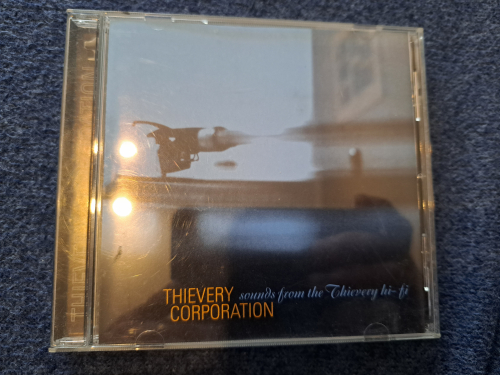 THIEVERY sounds from the Thievery hi-fi
CORPORATION